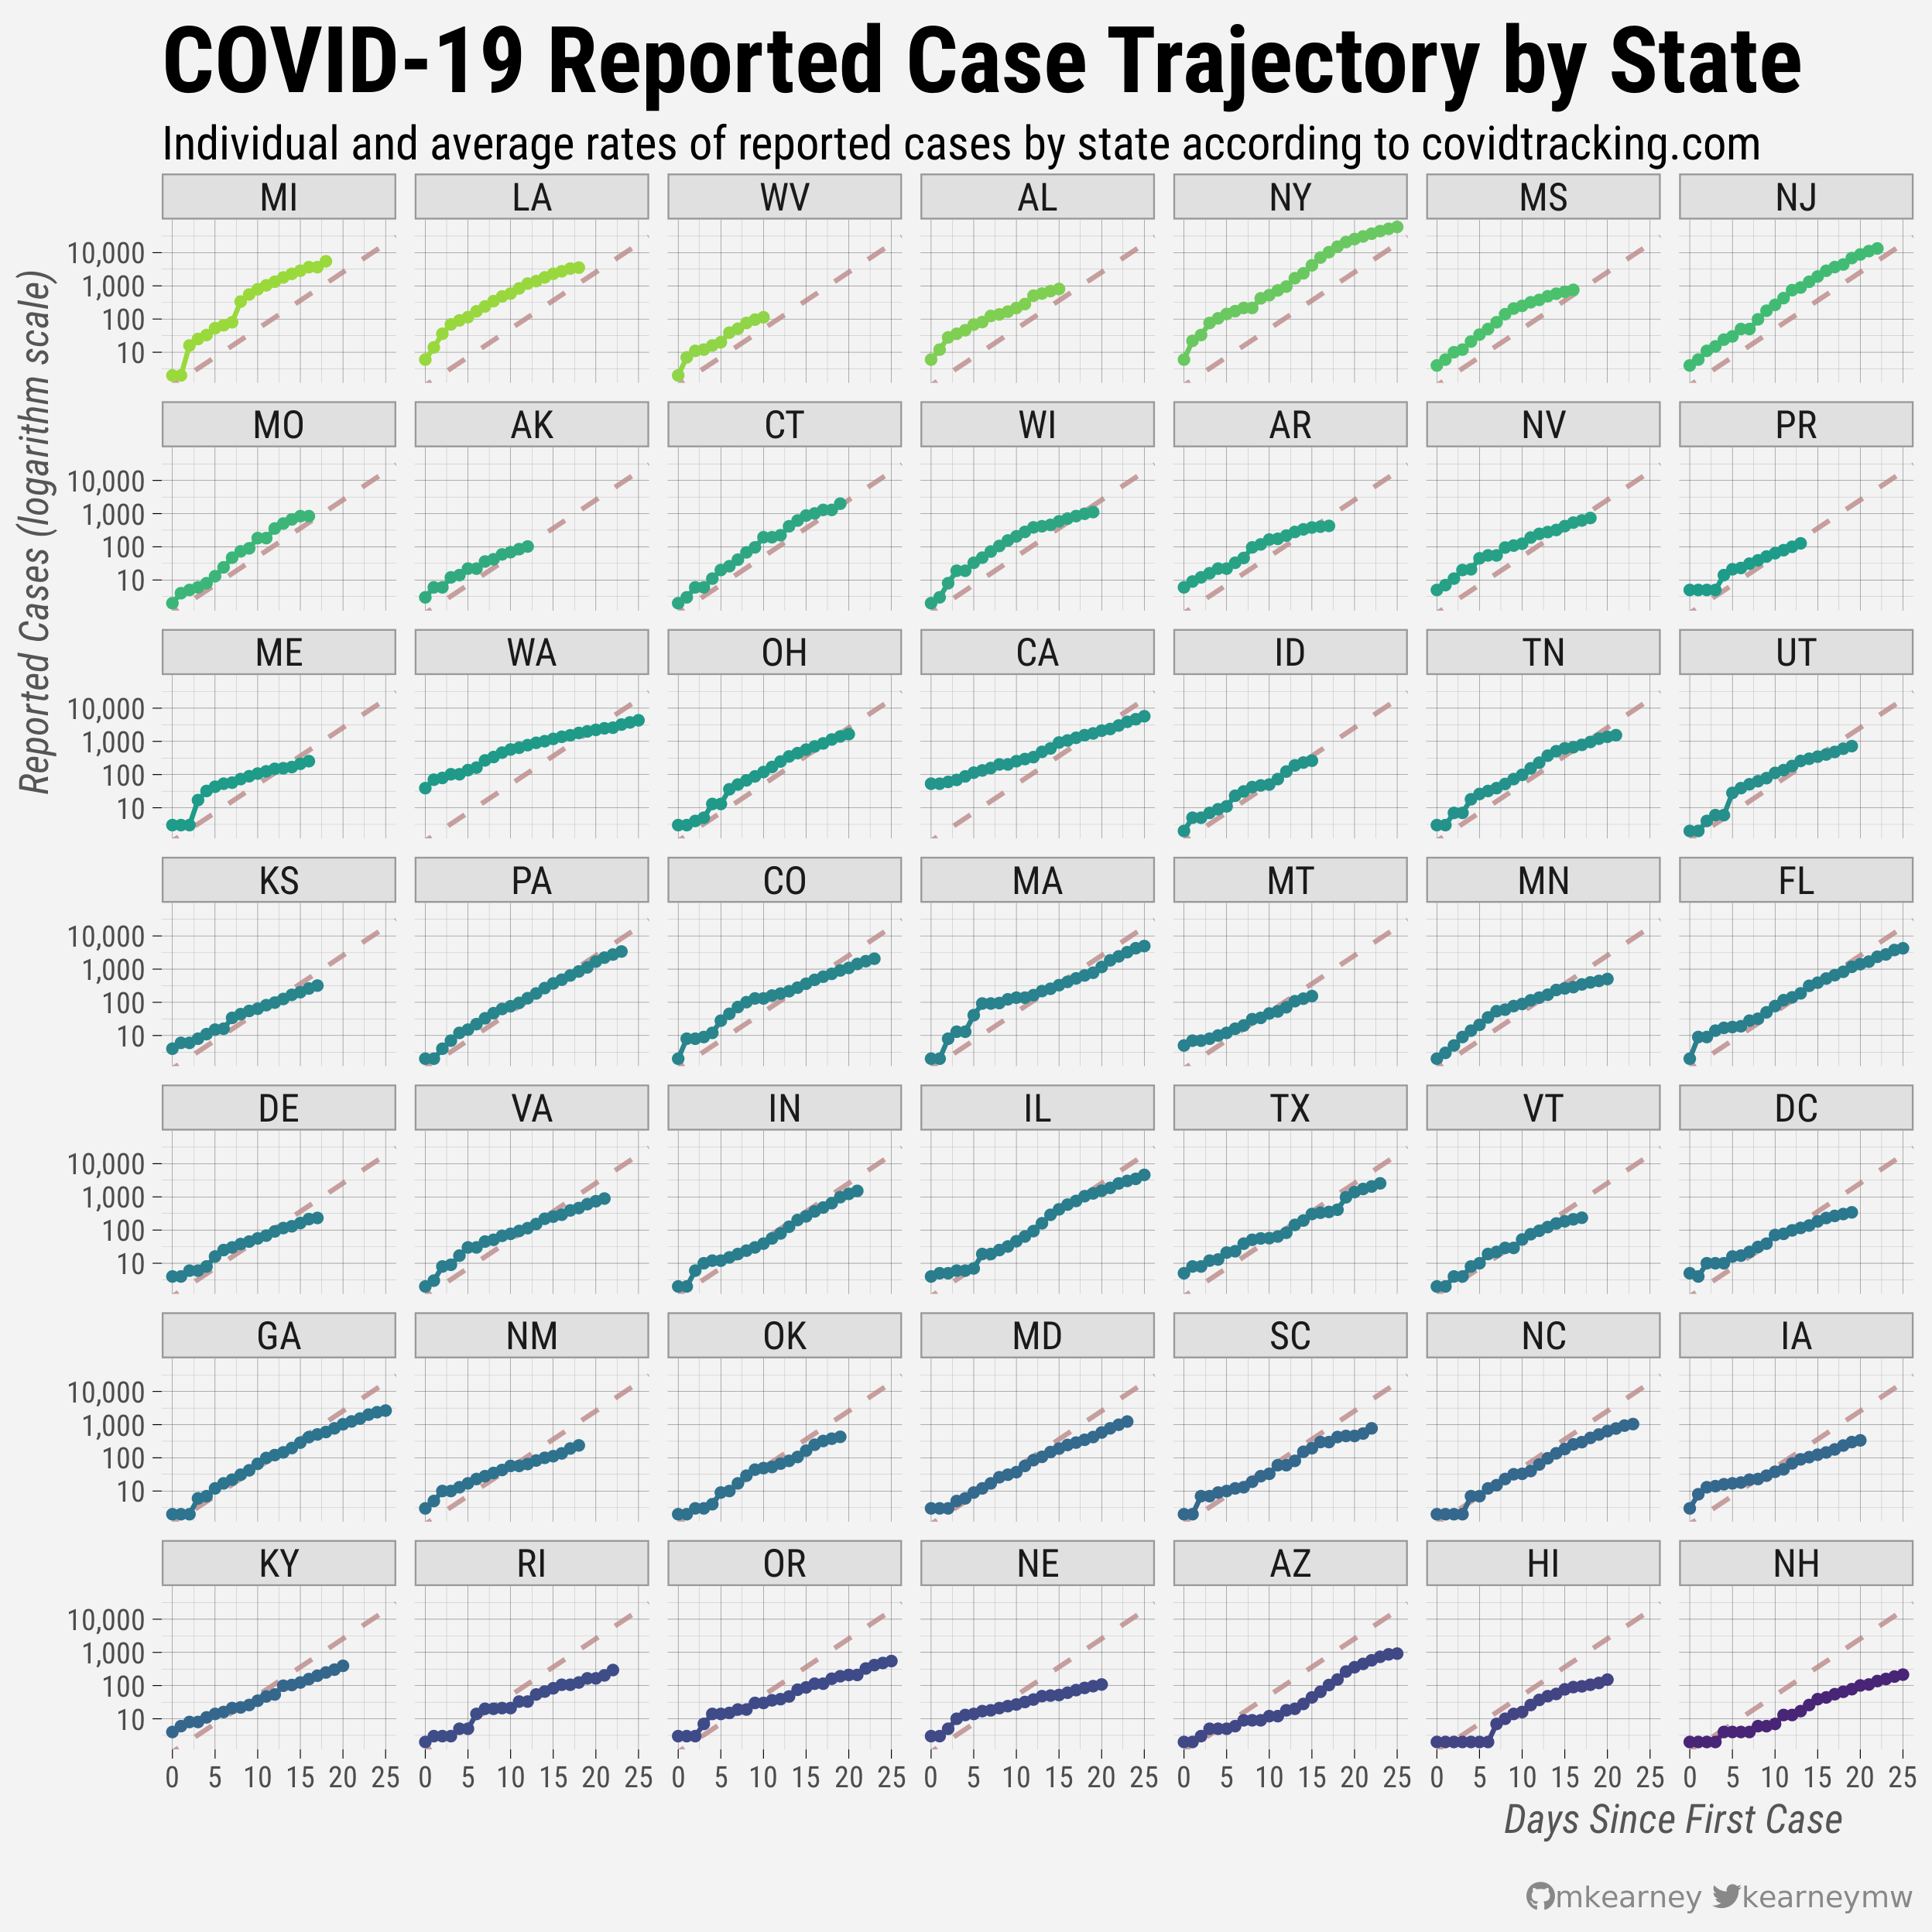 COVID-19 Reported Case Trajectory by State
Individual and average rates of reported cases by state according to covidtracking.com
Reported Cases (logarithm scale)
MI LA WV AL NY MS NJ
10,000
1,000
100
10
MO AK CT WI AR NV PR
10,000
1,000
100
10
ME WA OH CA ID TN UT
10,000
1,000
100
10
KS PA CO MA MT MN FL
10,000
1,000
100
10
DE VA IN IL TX VT DC
10,000
1,000
100
10
GA NM OK MD SC NC IA
10,000
1,000
100
10
KY RI OR NE AZ HI NH
10,000
1,000
100
10
0 5 10 15 20 25 0 5 10 15 20 25 0 5 10 15 20 25 0 5 10 15 20 25 0 5 10 15 20 25 0 5 10 15 20 25 0 5 10 15 20 25
Days Since First Case
mkearney kearneymw